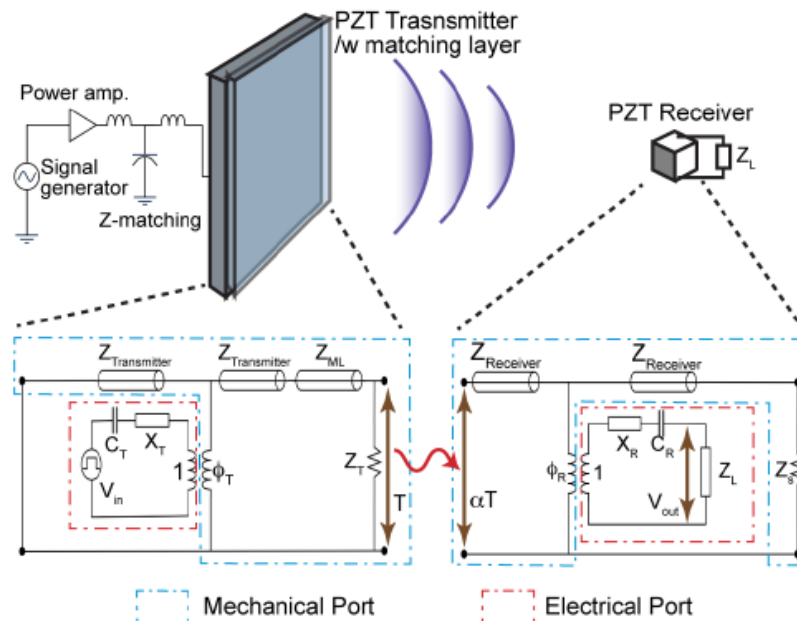 PZT Trasnsmitter
/w matching layer
Power amp.
PZT Receiver
Z_L
Signal
generator
Z-matching
Z_Transmitter
Z_Transmitter
Z_ML
C_T
X_T
V_in
1
ϕ_T
Z_T
T
Z_Receiver
Z_Receiver
αT
ϕ_R
1
X_R
C_R
V_out
Z_L
Z_s
Mechanical Port
Electrical Port